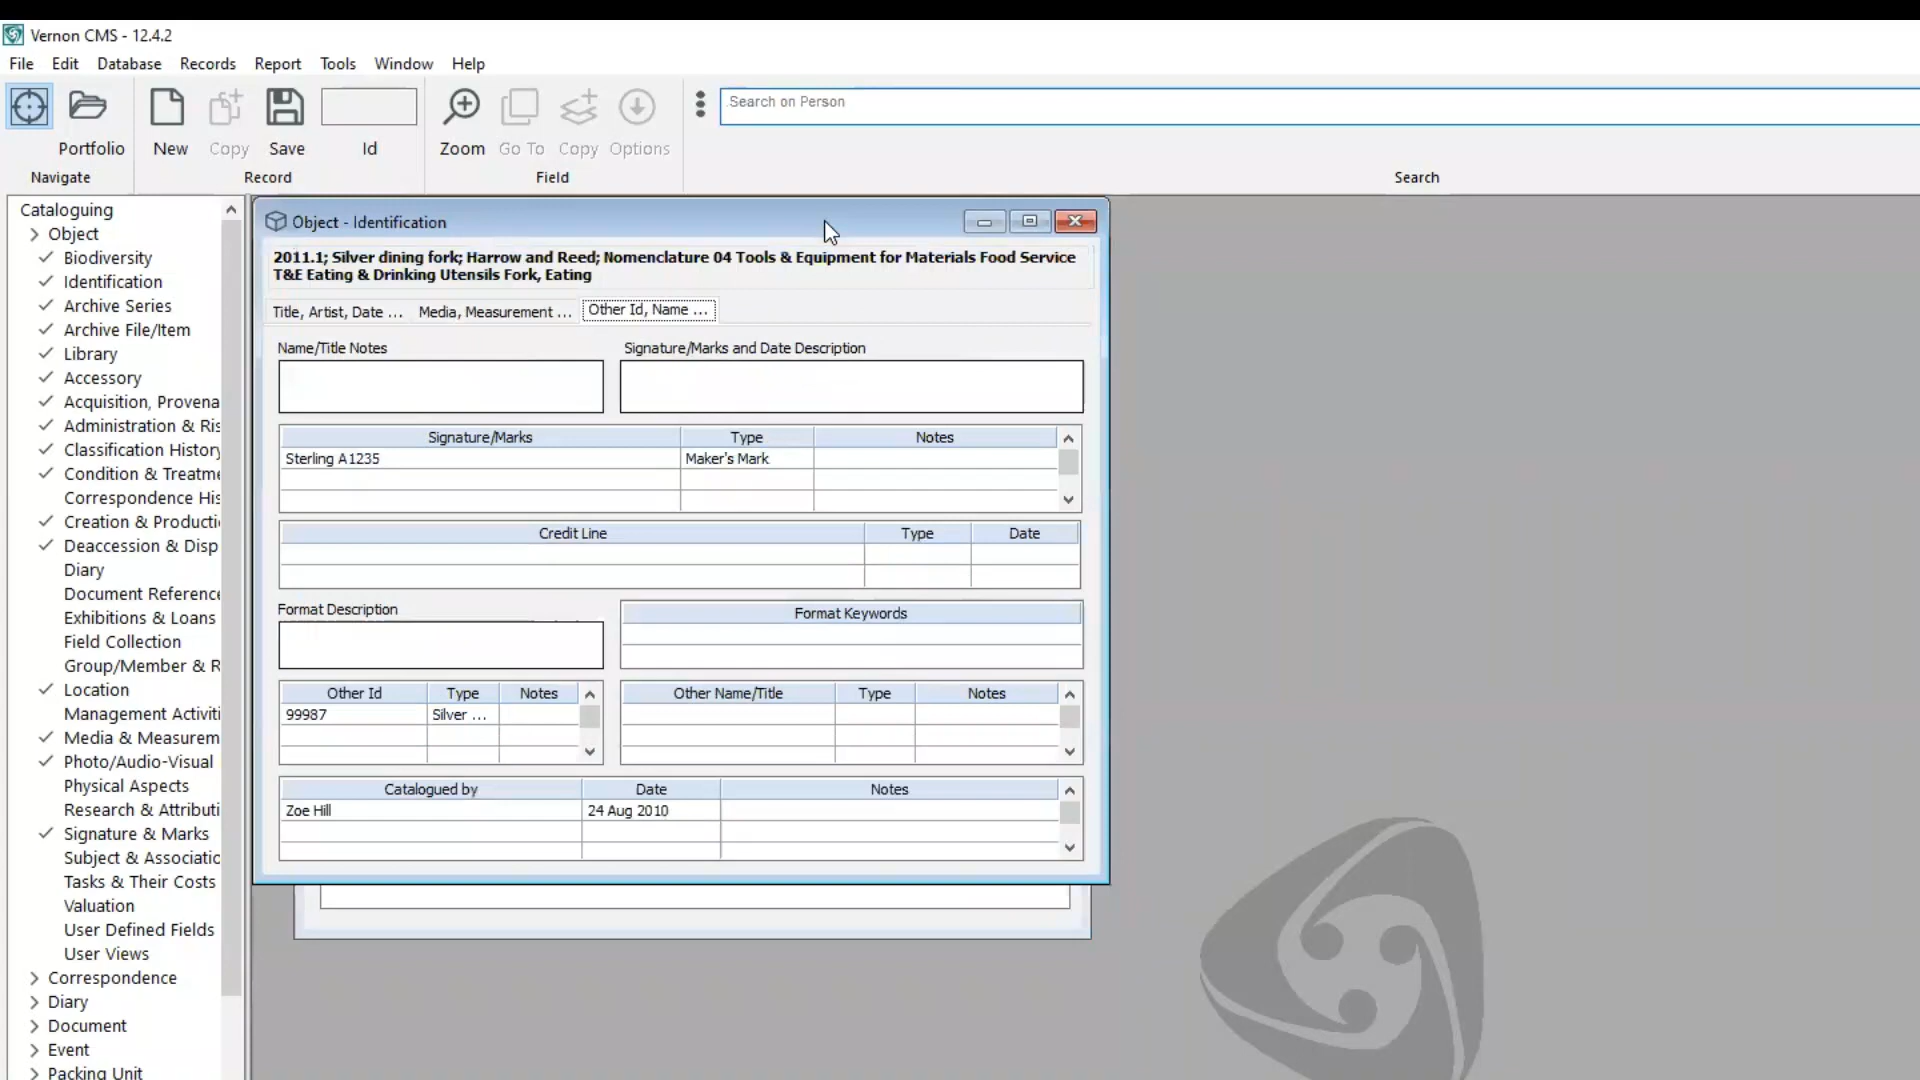 Vernon CMS - 12.4.2
File Edit Database Records Report Tools Window Help
Portfolio New Copy Save Id Zoom Go To Copy Options
.Search on Person
Navigate Record Field Search
Cataloguing
Object
Biodiversity
Identification
Archive Series
Archive File/Item
Library
Accessory
Acquisition, Provena
Administration & Ris
Classification History
Condition & Treatme
Correspondence His
Creation & Producti
Deaccession & Disp
Diary
Document Reference
Exhibitions & Loans
Field Collection
Group/Member & R
Location
Management Activiti
Media & Measurem
Photo/Audio-Visual
Physical Aspects
Research & Attributi
Signature & Marks
Subject & Associatio
Tasks & Their Costs
Valuation
User Defined Fields
User Views
Correspondence
Diary
Document
Event
Packing Unit
Object - Identification
2011.1; Silver dining fork; Harrow and Reed; Nomenclature 04 Tools & Equipment for Materials Food Service
T&E Eating & Drinking Utensils Fork, Eating
Title, Artist, Date ... Media, Measurement ... Other Id, Name ...
Name/Title Notes Signature/Marks and Date Description
Signature/Marks Type Notes
Sterling A1235 Maker's Mark
Credit Line Type Date
Format Description Format Keywords
Other Id Type Notes Other Name/Title Type Notes
99987 Silver ...
Catalogued by Date Notes
Zoe Hill 24 Aug 2010